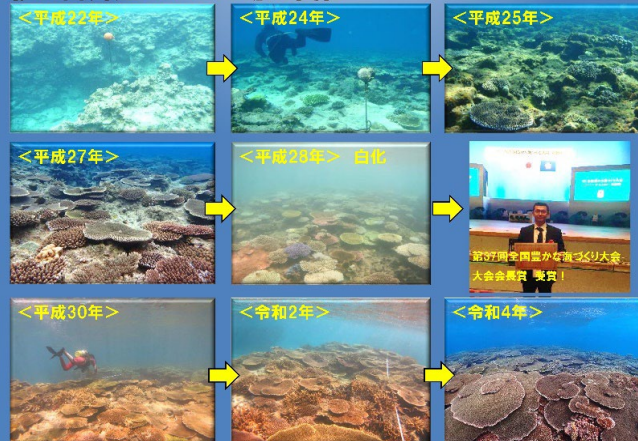 <平成22年>
<平成24年>
<平成25年>
<平成27年>
<平成28年> 白化
第37回全国豊かな海づくり大会
大会会長賞 受賞！
<平成30年>
<令和2年>
<令和4年>